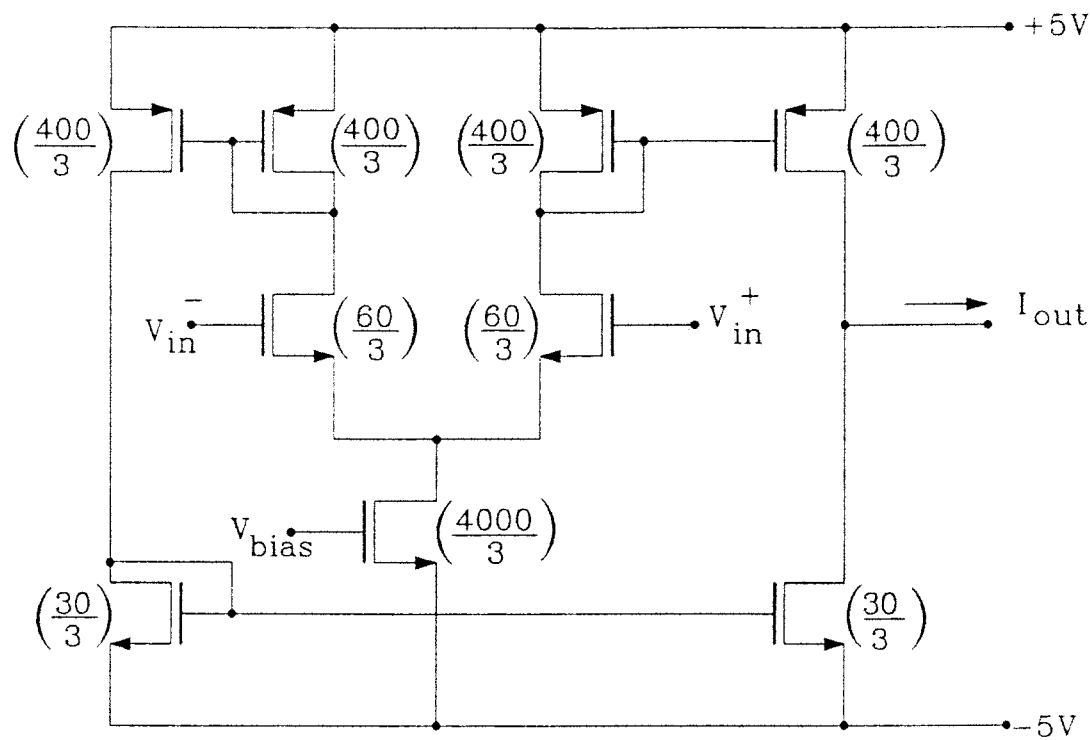 +5V
(400/3)
(400/3)
(400/3)
(400/3)
V_in^-
(60/3)
(60/3)
V_in^+
I_out
V_bias
(4000/3)
(30/3)
(30/3)
-5V